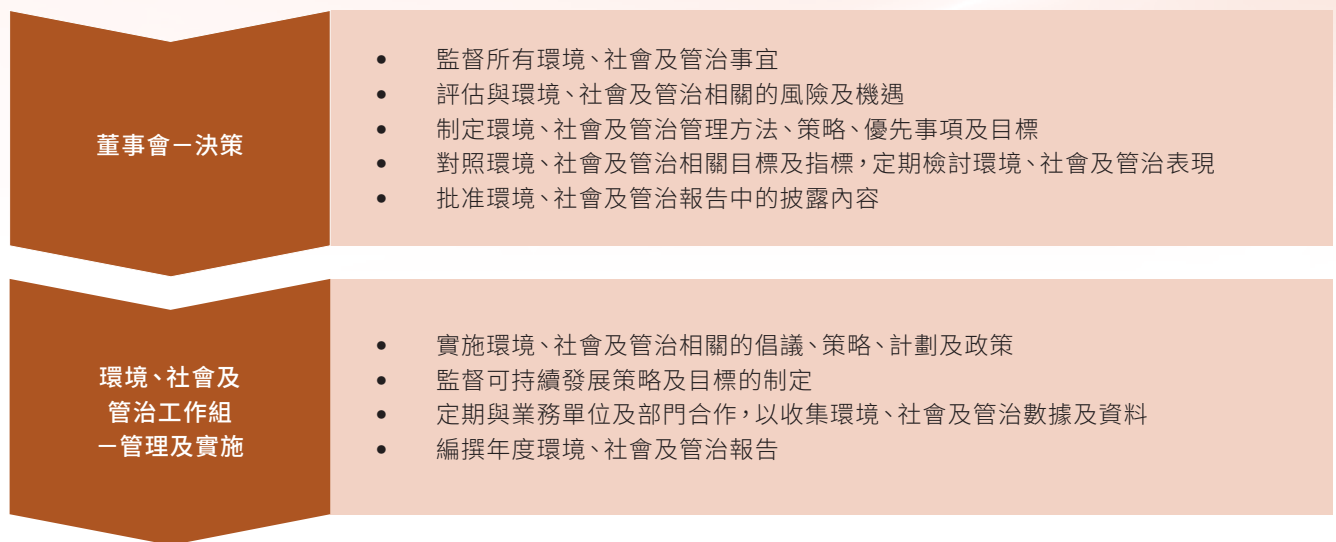 董事會－決策
• 監督所有環境、社會及管治事宜
• 評估與環境、社會及管治相關的風險及機遇
• 制定環境、社會及管治管理方法、策略、優先事項及目標
• 對照環境、社會及管治相關目標及指標，定期檢討環境、社會及管治表現
• 批准環境、社會及管治報告中的披露內容
環境、社會及
管治工作組
－管理及實施
• 實施環境、社會及管治相關的倡議、策略、計劃及政策
• 監督可持續發展策略及目標的制定
• 定期與業務單位及部門合作，以收集環境、社會及管治數據及資料
• 編撰年度環境、社會及管治報告